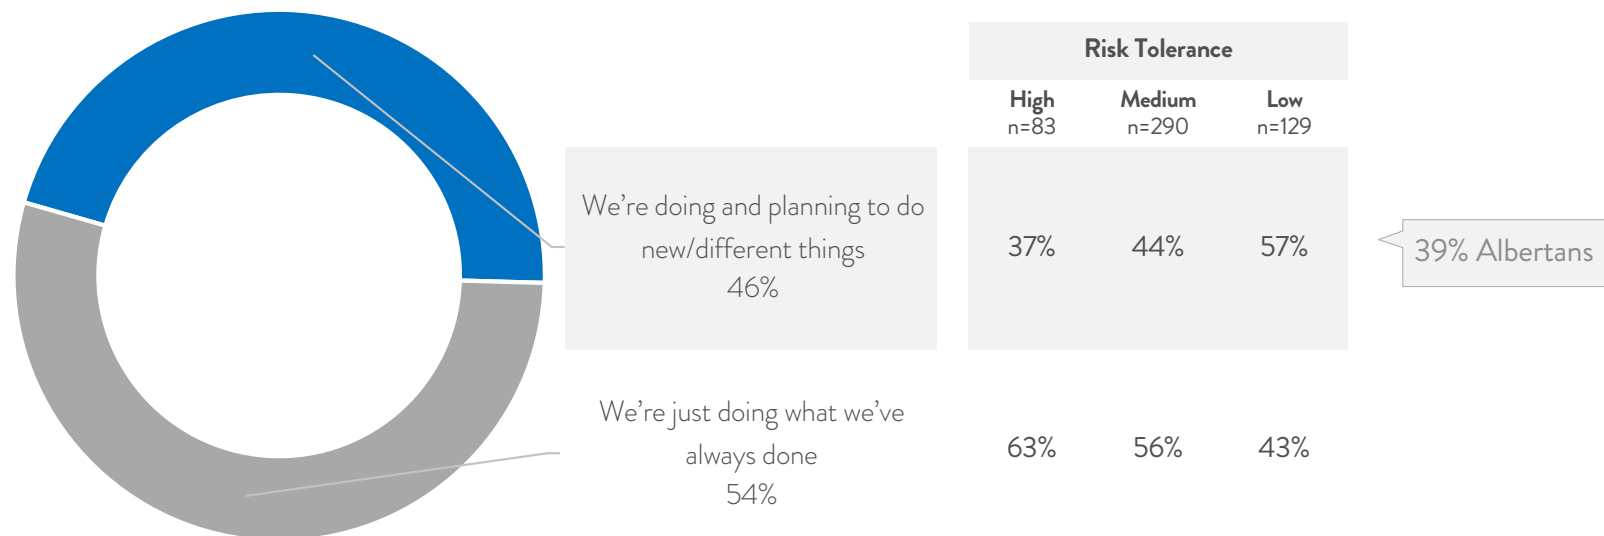 Risk Tolerance
High Medium Low
n=83 n=290 n=129
We’re doing and planning to do
new/different things
46%
37% 44% 57%
39% Albertans
We’re just doing what we’ve
always done
54%
63% 56% 43%